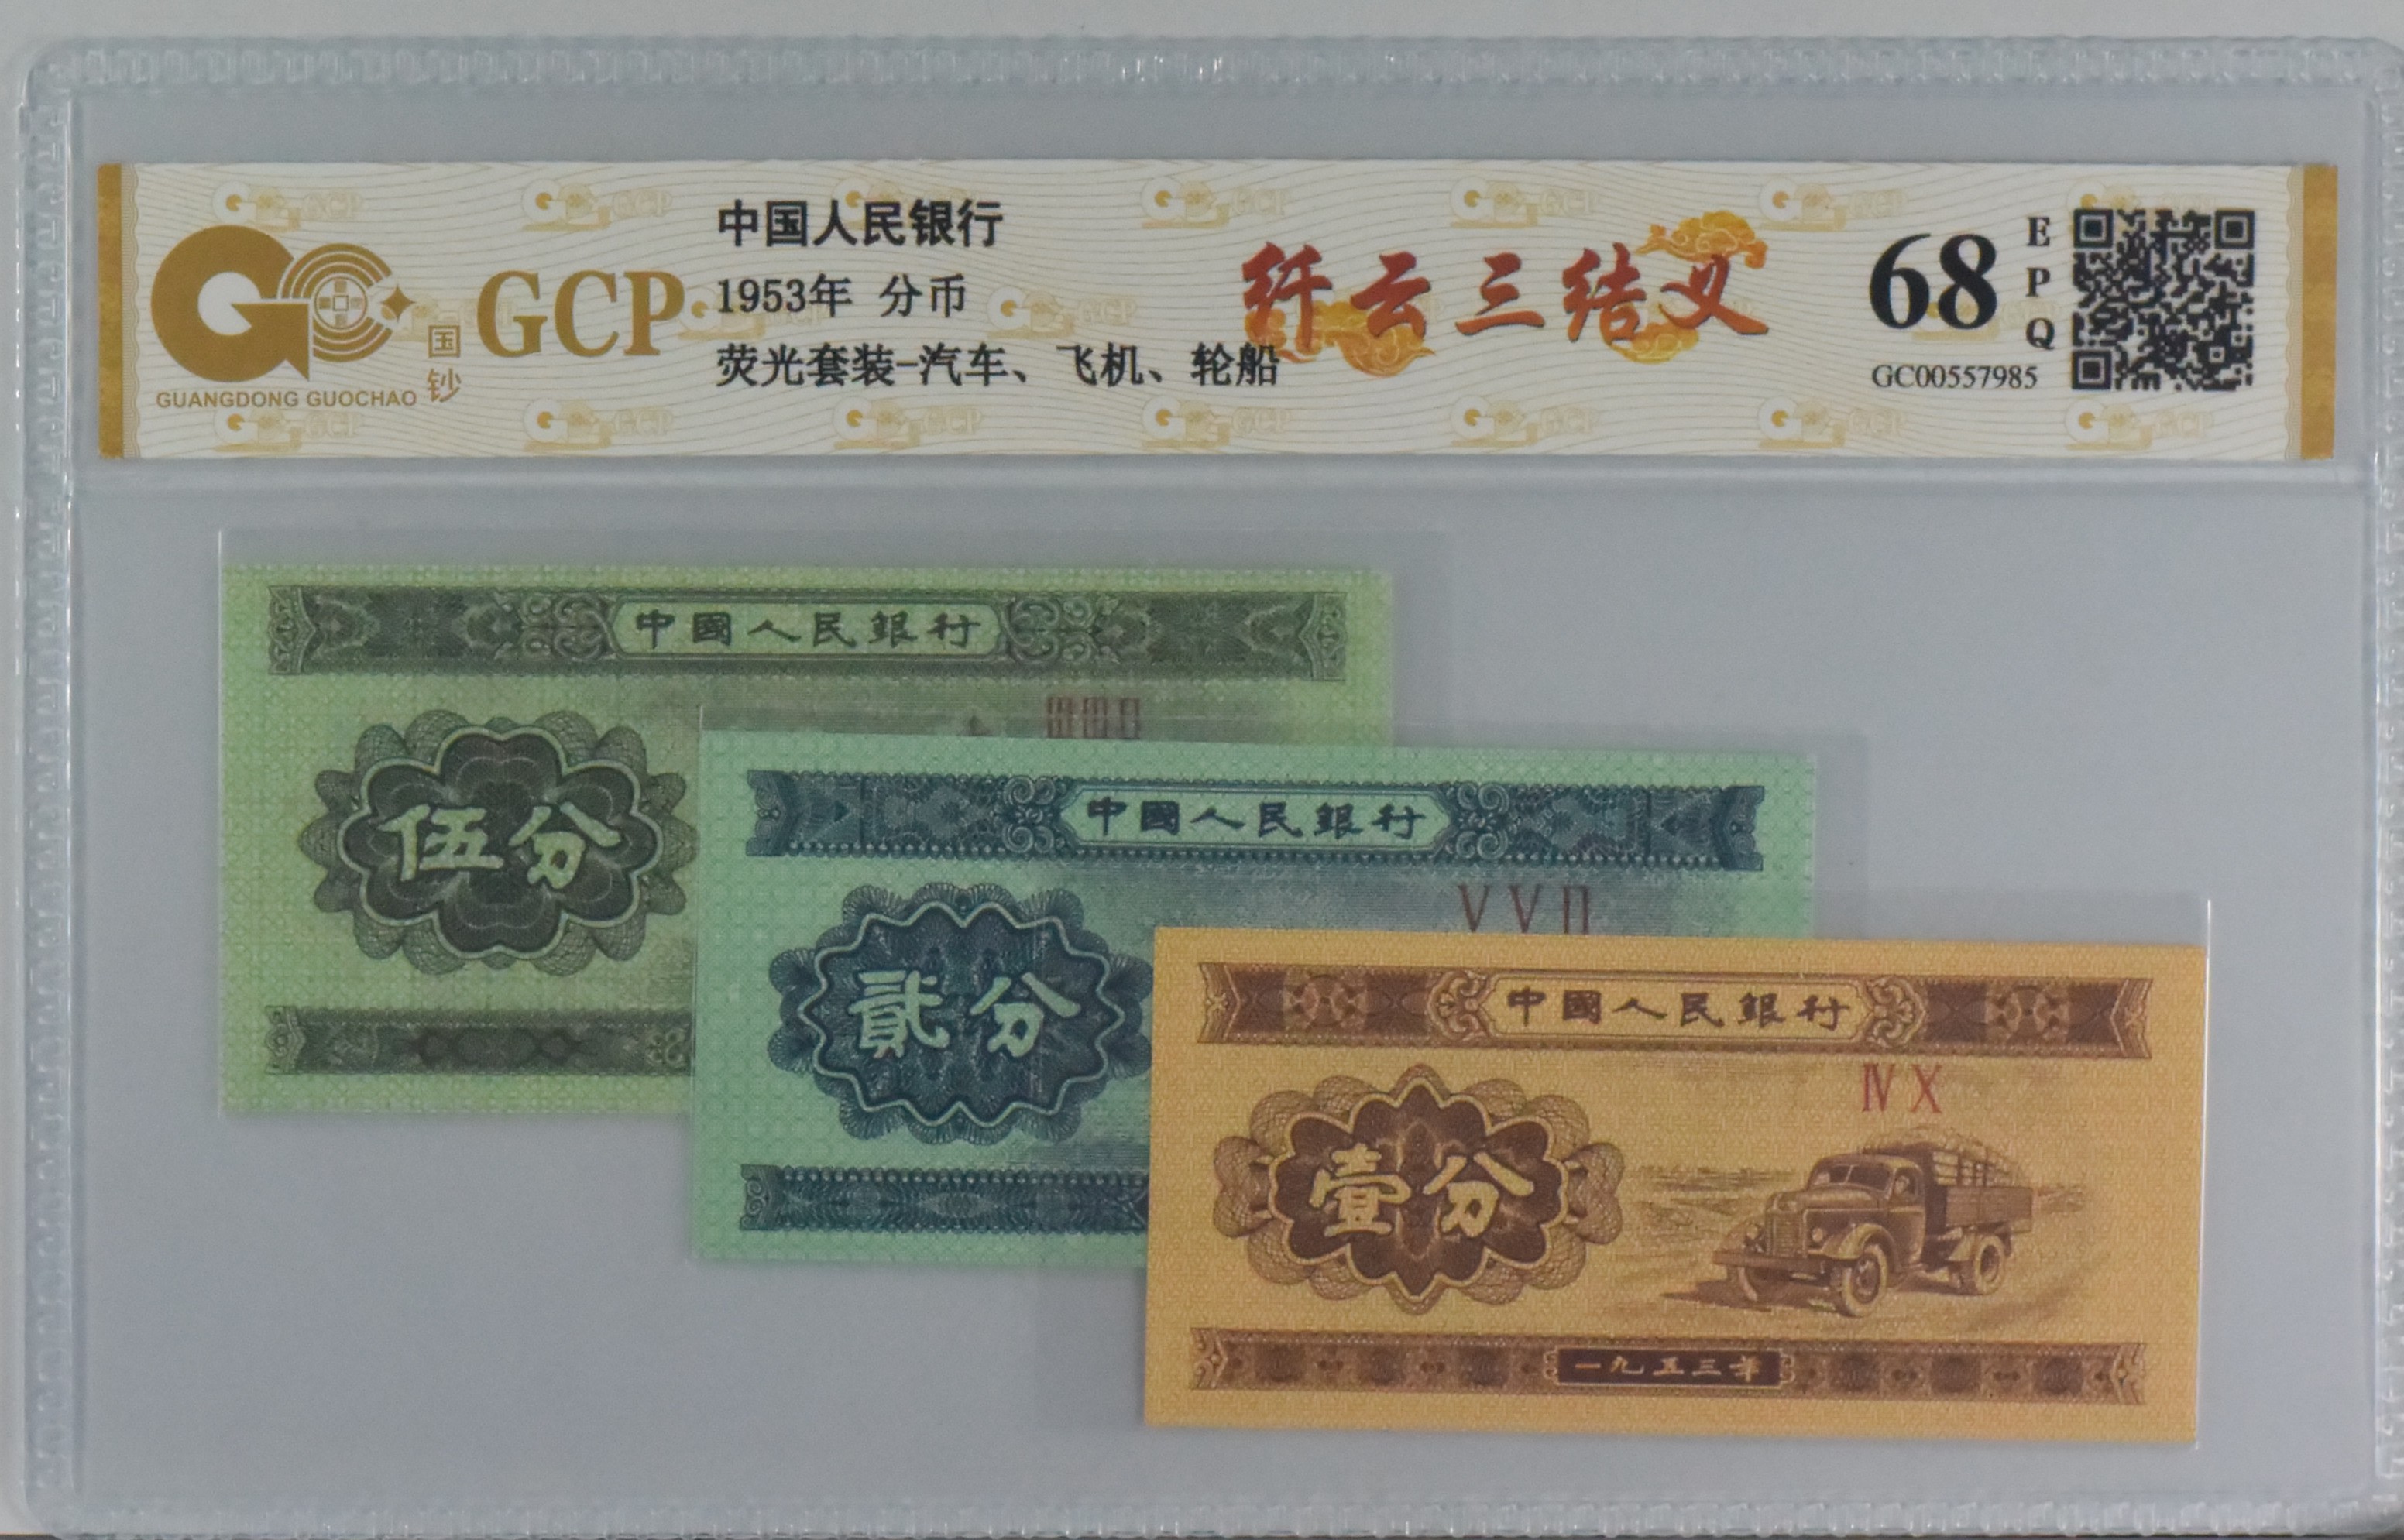 中国人民银行
1953年 分币
荧光套装-汽车、飞机、轮船
GCP
国钞
GUANGDONG GUOCHAO
纤云三结义
68
EPQ
GC00557985
中國人民銀行
伍分
中國人民銀行
VVII
貳分
中國人民銀行
IV X
壹分
一九五三年